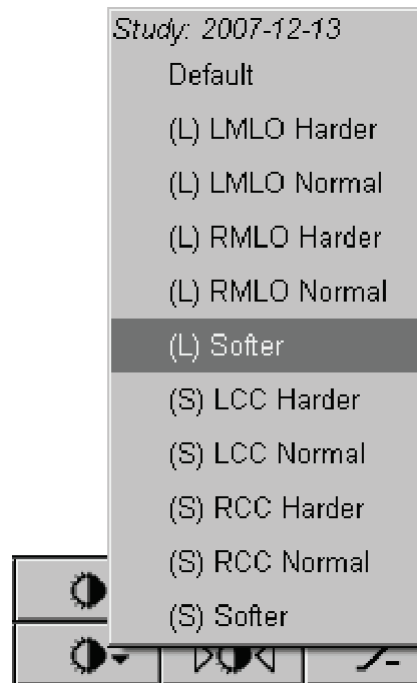 Study: 2007-12-13
Default
(L) LMLO Harder
(L) LMLO Normal
(L) RMLO Harder
(L) RMLO Normal
(L) Softer
(S) LCC Harder
(S) LCC Normal
(S) RCC Harder
(S) RCC Normal
(S) Softer